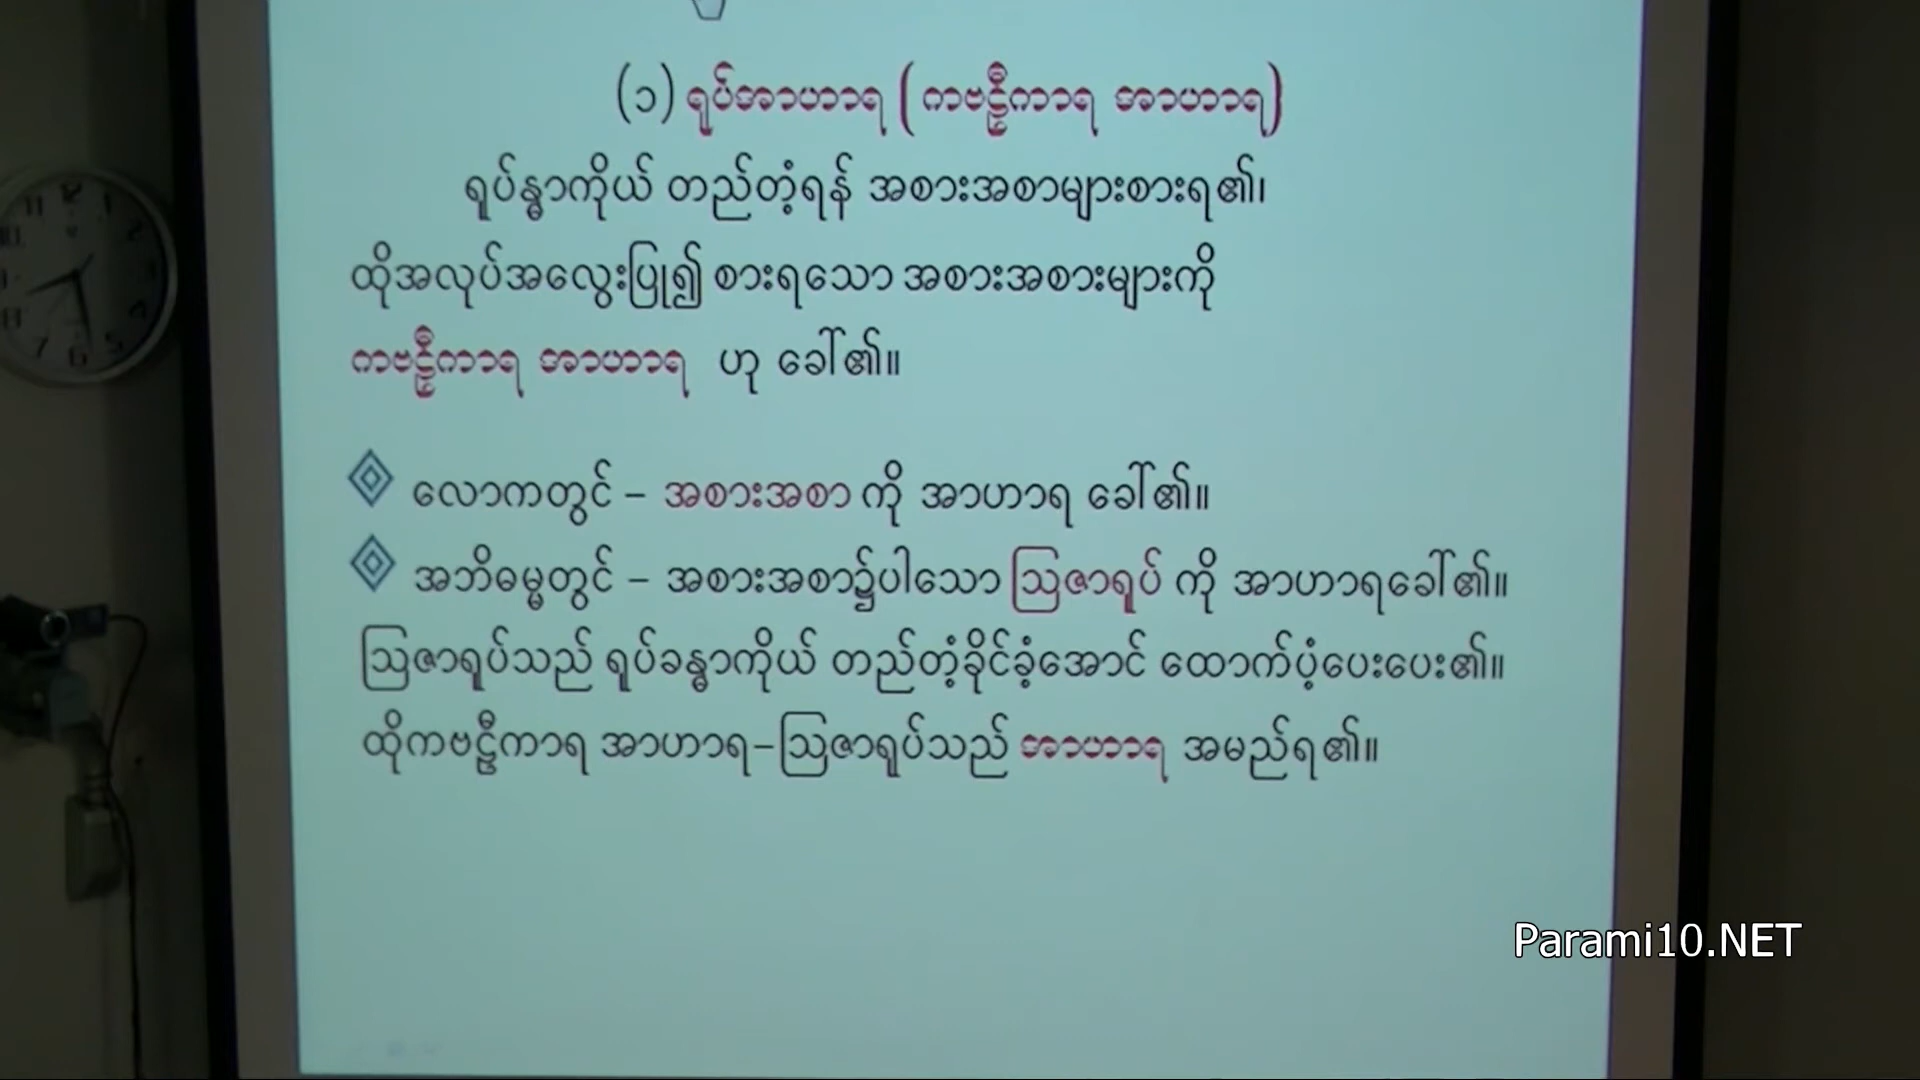 (၁) ရုပ်အာဟာရ ( ကဗဠီကာရ အာဟာရ)
ရုပ်န္ဓာကိုယ် တည်တံ့ရန် အစားအစာများစားရ၏၊
ထိုအလုပ်အလွေးပြု၍ စားရသော အစားအစားများကို
ကဗဠီကာရ အာဟာရ ဟု ခေါ်၏။
လောကတွင် – အစားအစာ ကို အာဟာရ ခေါ်၏။
အဘိဓမ္မတွင် – အစားအစာ၌ပါသော ဩဇာရုပ် ကို အာဟာရခေါ်၏။
ဩဇာရုပ်သည် ရုပ်ခန္ဓာကိုယ် တည်တံ့ခိုင်ခံ့အောင် ထောက်ပံ့ပေးပေး၏။
ထိုကဗဠီကာရ အာဟာရ–ဩဇာရုပ်သည် အာဟာရ အမည်ရ၏။
Parami10.NET